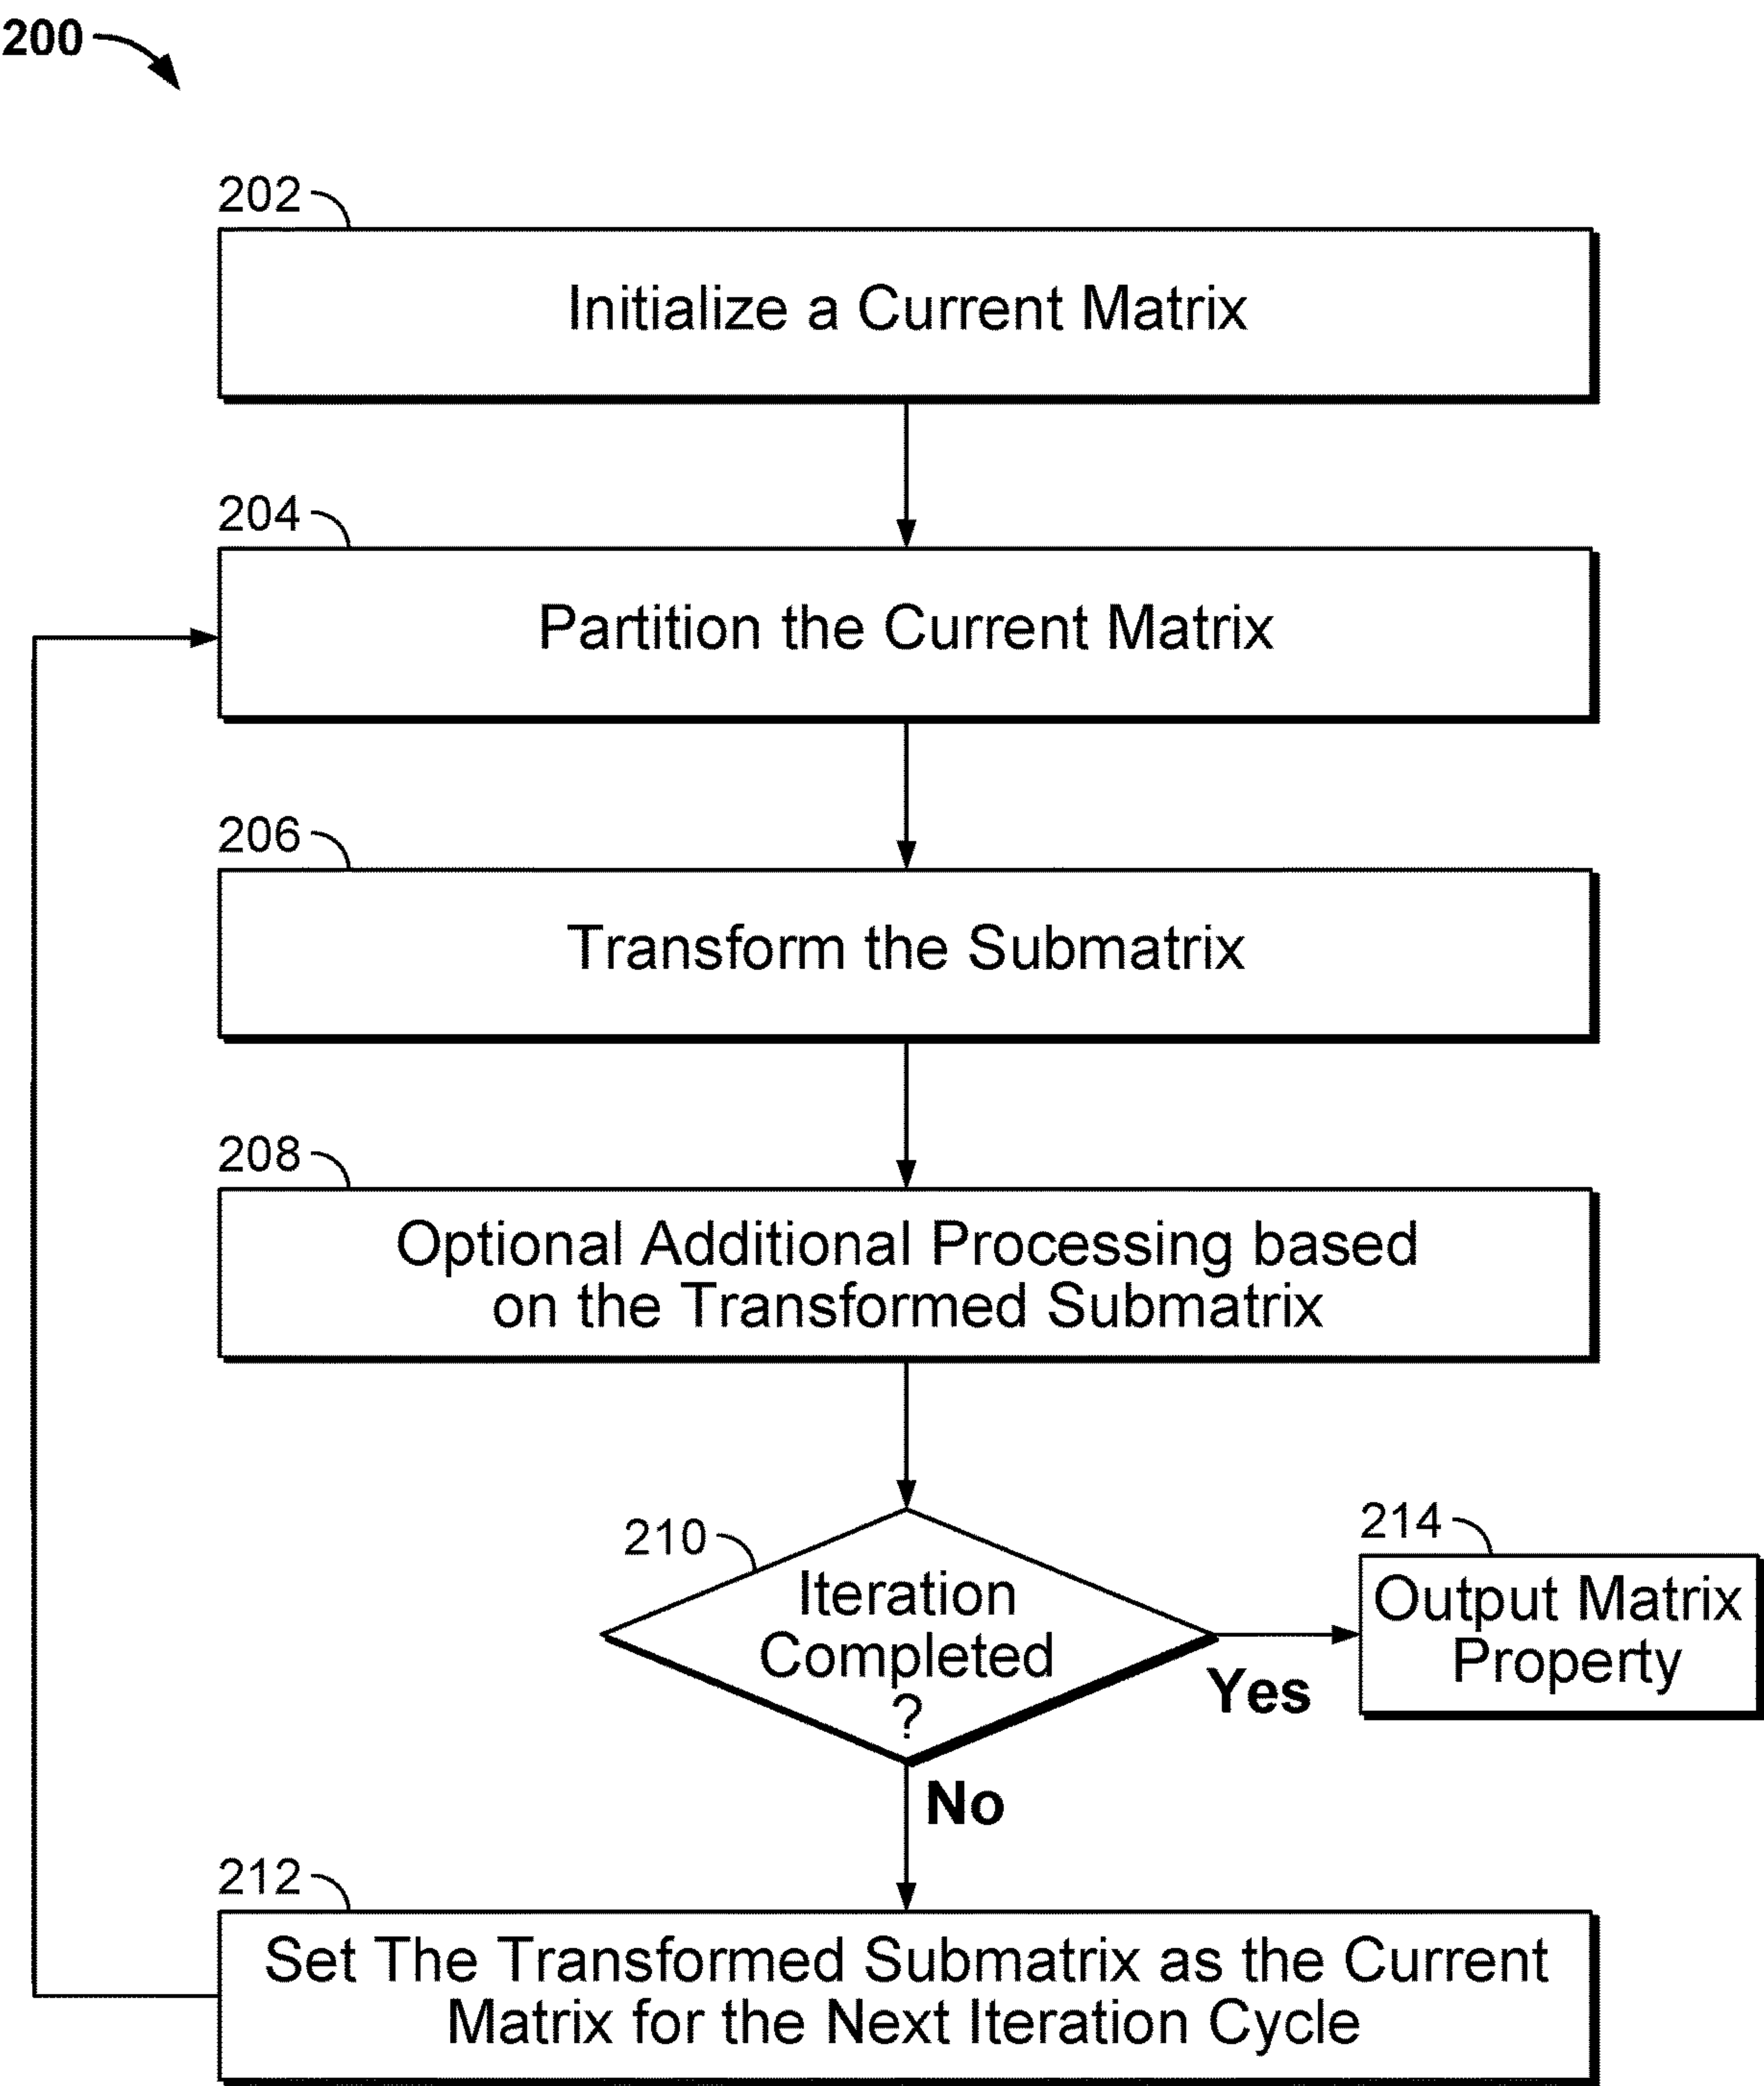 200
202
Initialize a Current Matrix
204
Partition the Current Matrix
206
Transform the Submatrix
208
Optional Additional Processing based
on the Transformed Submatrix
210
Iteration
Completed
?
Yes
214
Output Matrix
Property
No
212
Set The Transformed Submatrix as the Current
Matrix for the Next Iteration Cycle